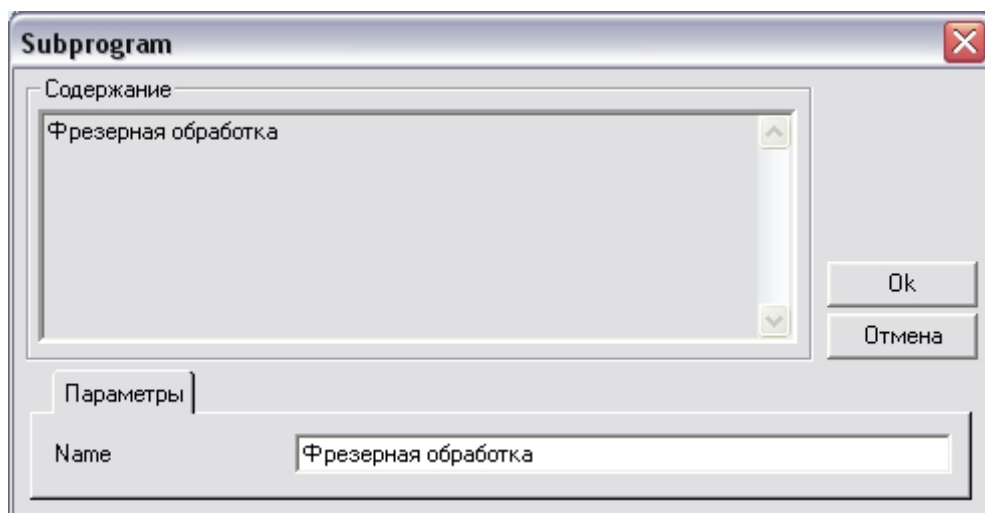 Subprogram
Содержание
Фрезерная обработка
Ok
Отмена
Параметры
Name Фрезерная обработка